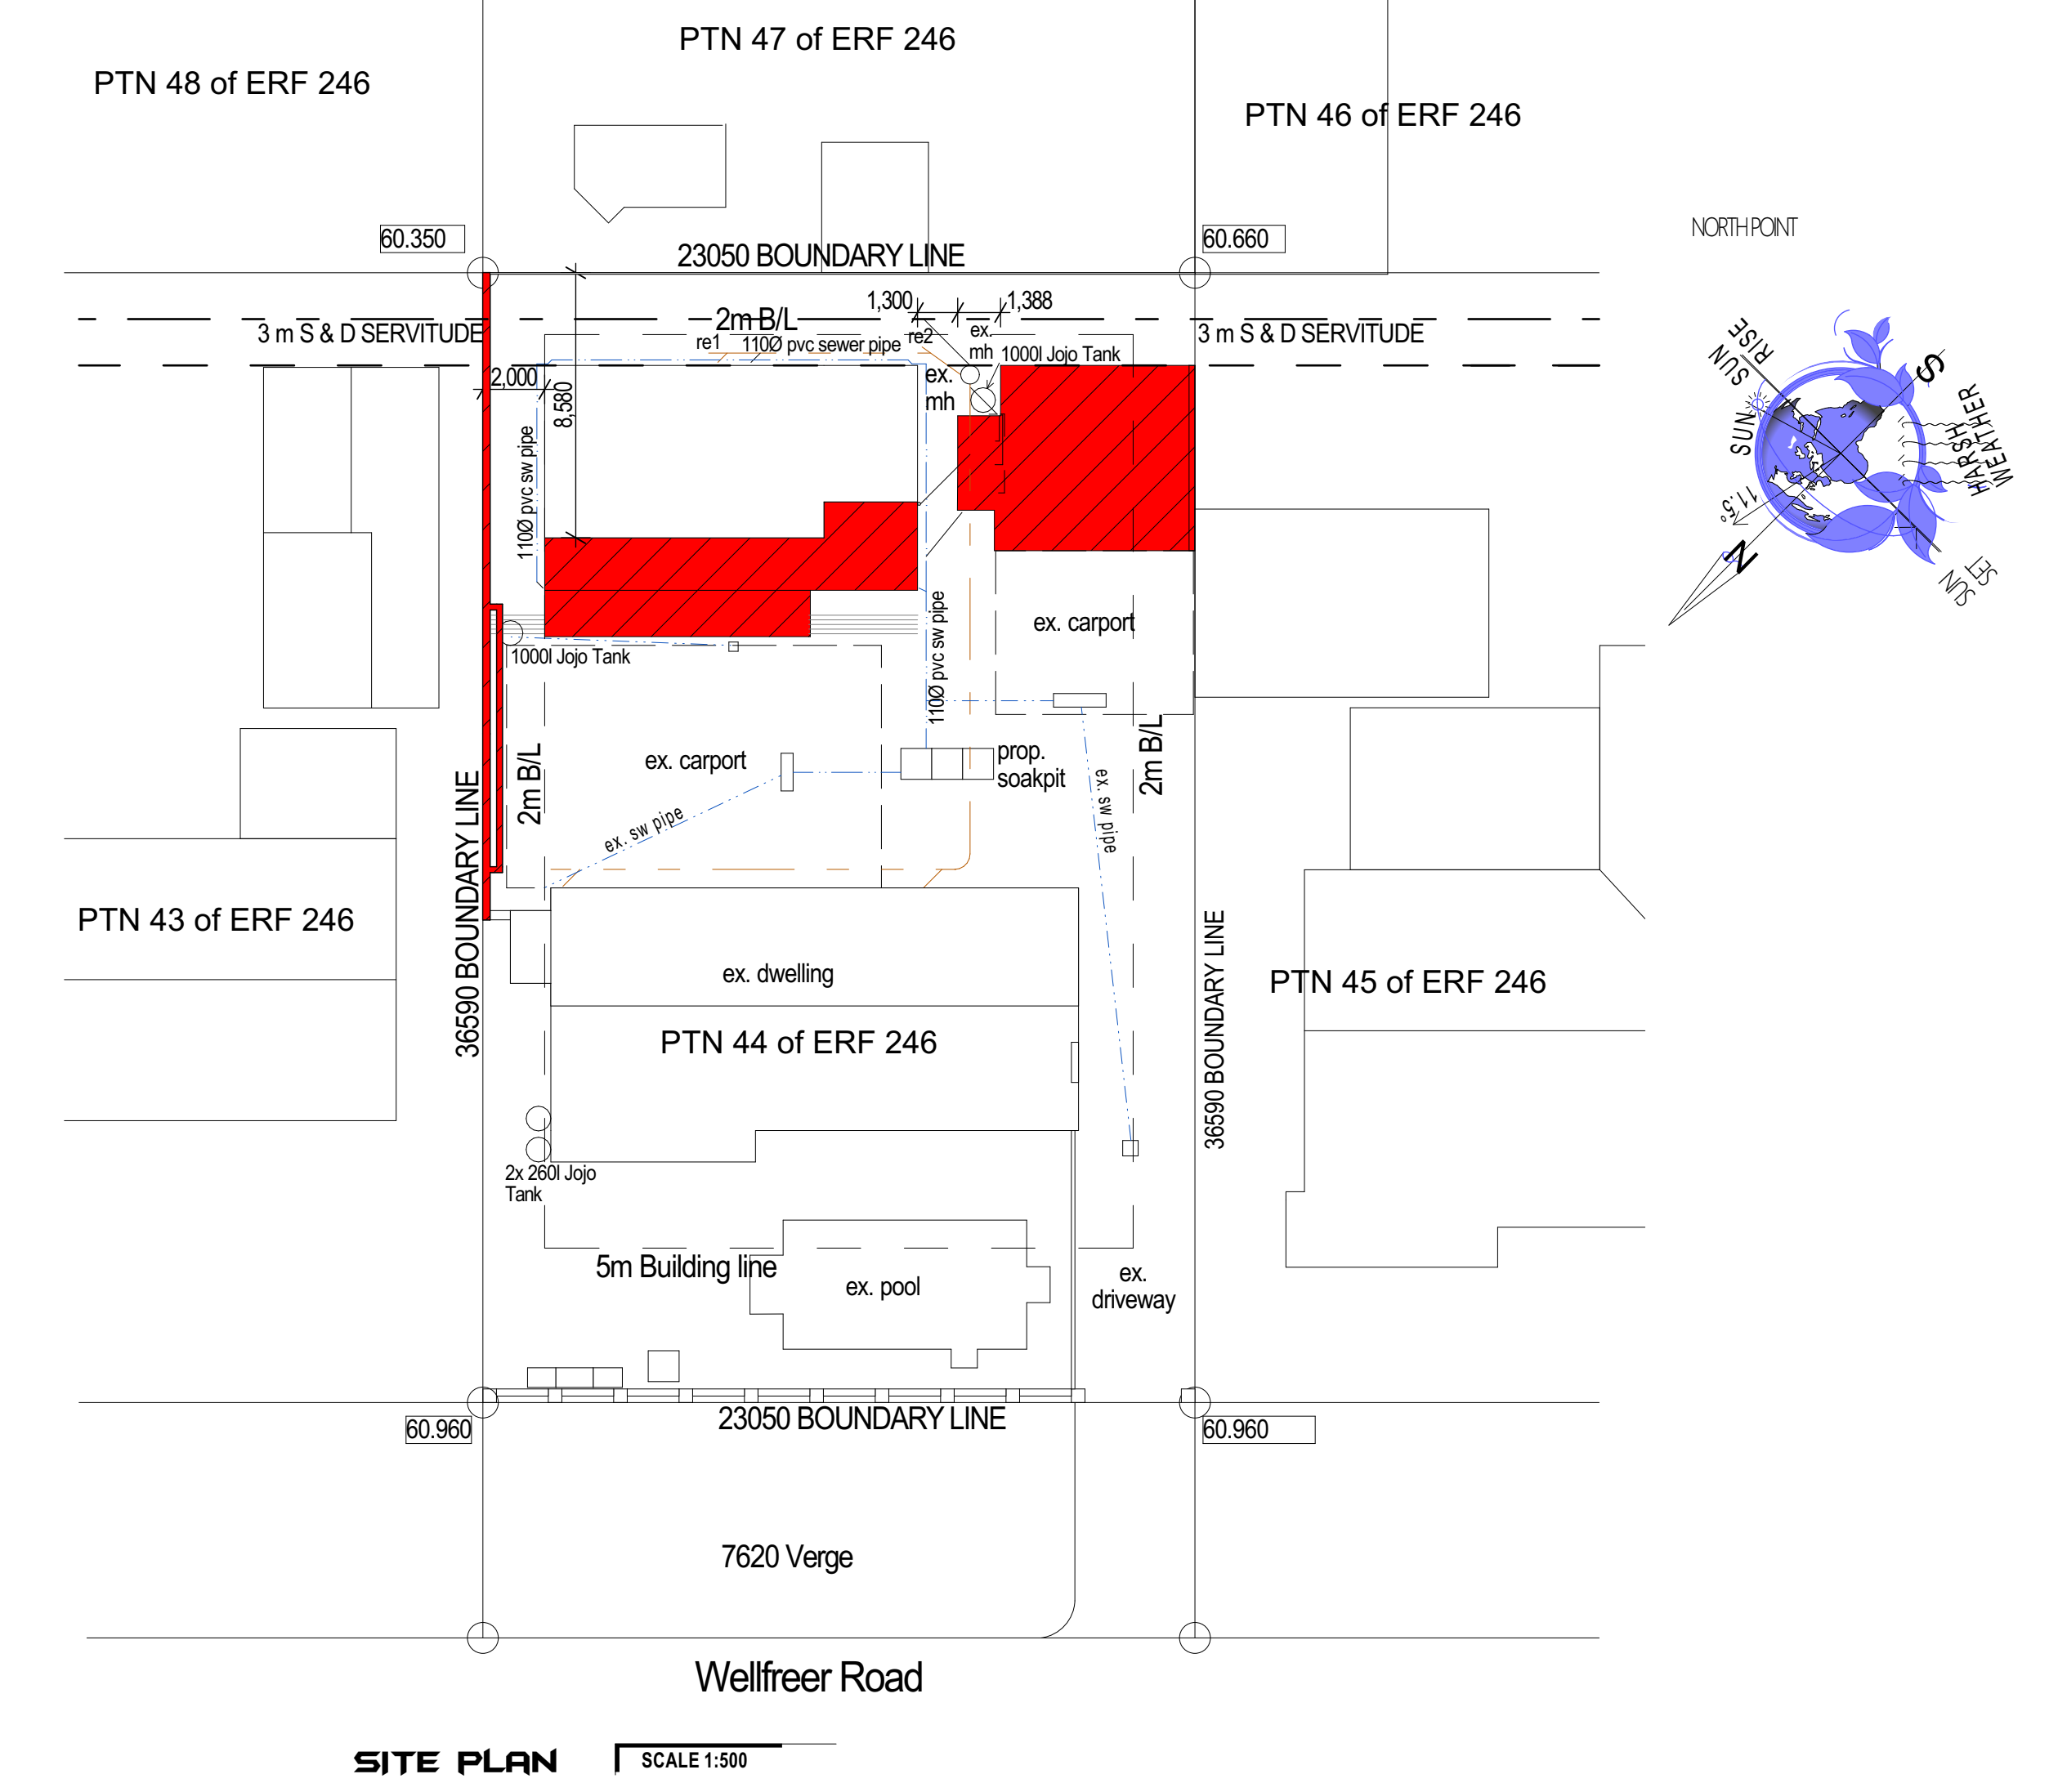 PTN 47 of ERF 246
PTN 48 of ERF 246
PTN 46 of ERF 246
NORTH POINT
60.350
60.660
23050 BOUNDARY LINE
1,300
1,388
2m B/L
3 m S & D SERVITUDE
3 m S & D SERVITUDE
re1
110Ø pvc sewer pipe
re2
ex.
mh
1000l Jojo Tank
2,000
8,580
ex.
mh
110Ø pvc sw pipe
SUN
RISE
SUN
S
HARSH
WEATHER
11.5°
N
SUN
SET
ex. carport
110Ø pvc sw pipe
1000l Jojo Tank
2m B/L
2m B/L
ex. carport
prop.
soakpit
ex. sw pipe
ex. sw pipe
36590 BOUNDARY LINE
PTN 43 of ERF 246
36590 BOUNDARY LINE
ex. dwelling
PTN 45 of ERF 246
PTN 44 of ERF 246
2x 260l Jojo
Tank
5m Building line
ex. pool
ex.
driveway
23050 BOUNDARY LINE
60.960
60.960
7620 Verge
Wellfreer Road
SITE PLAN
SCALE 1:500